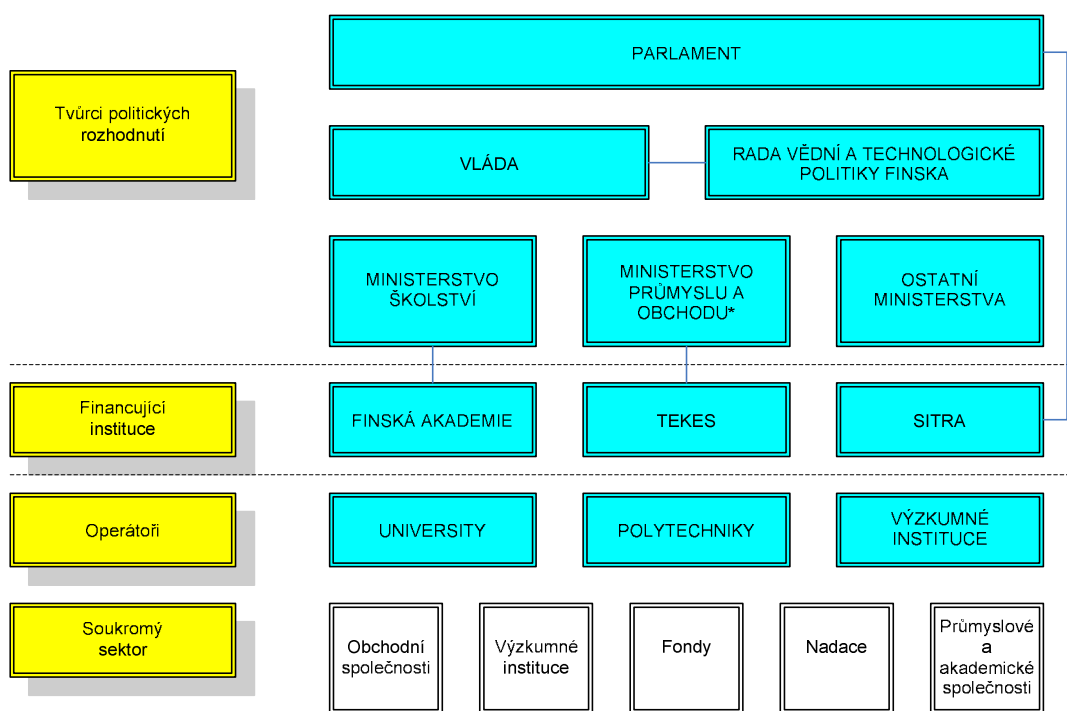 PARLAMENT
Tvůrci politických
rozhodnutí
VLÁDA
RADA VĚDNÍ A TECHNOLOGICKÉ
POLITIKY FINSKA
MINISTERSTVO
ŠKOLSTVÍ
MINISTERSTVO
PRŮMYSLU A
OBCHODU*
OSTATNÍ
MINISTERSTVA
Financující
instituce
FINSKÁ AKADEMIE
TEKES
SITRA
Operátoři
UNIVERSITY
POLYTECHNIKY
VÝZKUMNÉ
INSTITUCE
Soukromý
sektor
Obchodní
společnosti
Výzkumné
instituce
Fondy
Nadace
Průmyslové
a
akademické
společnosti